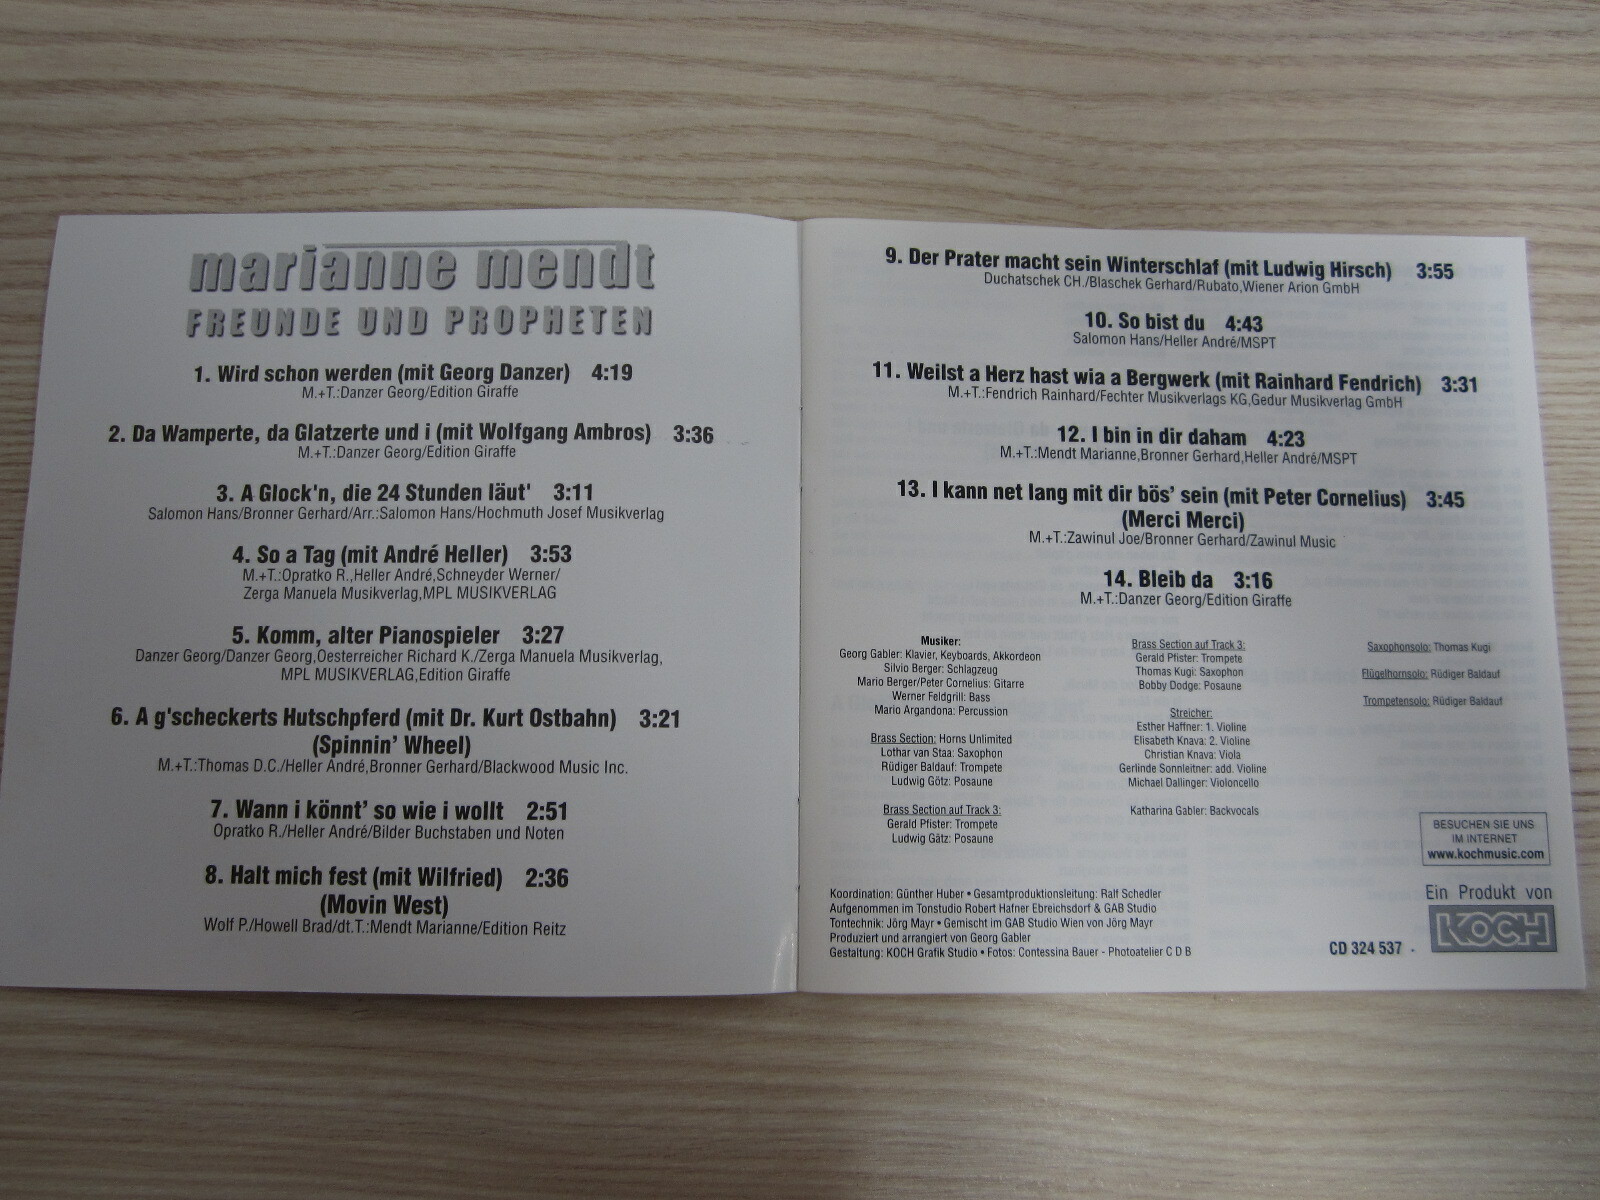 marianne mendt
FREUNDE UND PROPHETEN
1. Wird schon werden (mit Georg Danzer) 4:19
M.+T.:Danzer Georg/Edition Giraffe
2. Da Wamperte, da Glatzerte und i (mit Wolfgang Ambros) 3:36
M.+T.:Danzer Georg/Edition Giraffe
3. A Glock'n, die 24 Stunden läut' 3:11
Salomon Hans/Bronner Gerhard/Arr.:Salomon Hans/Hochmuth Josef Musikverlag
4. So a Tag (mit André Heller) 3:53
M.+T.:Opratko R.,Heller André,Schneyder Werner/
Zerga Manuela Musikverlag,MPL MUSIKVERLAG
5. Komm, alter Pianospieler 3:27
Danzer Georg/Danzer Georg,Oesterreicher Richard K./Zerga Manuela Musikverlag,
MPL MUSIKVERLAG,Edition Giraffe
6. A g'scheckerts Hutschpferd (mit Dr. Kurt Ostbahn) 3:21
(Spinnin' Wheel)
M.+T.:Thomas D.C./Heller André,Bronner Gerhard/Blackwood Music Inc.
7. Wann i könnt' so wie i wollt 2:51
Opratko R./Heller André/Bilder Buchstaben und Noten
8. Halt mich fest (mit Wilfried) 2:36
(Movin West)
Wolf P./Howell Brad/dt.T.:Mendt Marianne/Edition Reitz
9. Der Prater macht sein Winterschlaf (mit Ludwig Hirsch) 3:55
Duchatschek CH./Blaschek Gerhard/Rubato,Wiener Arion GmbH
10. So bist du 4:43
Salomon Hans/Heller André/MSPT
11. Weilst a Herz hast wia a Bergwerk (mit Rainhard Fendrich) 3:31
M.+T.:Fendrich Rainhard/Fechter Musikverlags KG,Gedur Musikverlag GmbH
12. I bin in dir daham 4:23
M.+T.:Mendt Marianne,Bronner Gerhard,Heller André/MSPT
13. I kann net lang mit dir bös' sein (mit Peter Cornelius) 3:45
(Merci Merci)
M.+T.:Zawinul Joe/Bronner Gerhard/Zawinul Music
14. Bleib da 3:16
M.+T.:Danzer Georg/Edition Giraffe
Musiker:
Georg Gabler: Klavier, Keyboards, Akkordeon
Silvio Berger: Schlagzeug
Mario Berger/Peter Cornelius: Gitarre
Werner Feldgrill: Bass
Mario Argandona: Percussion
Brass Section: Horns Unlimited
Lothar van Staa: Saxophon
Rüdiger Baldauf: Trompete
Ludwig Götz: Posaune
Brass Section auf Track 3:
Gerald Pfister: Trompete
Ludwig Gätz: Posaune
Brass Section auf Track 3:
Gerald Pfister: Trompete
Thomas Kugi: Saxophon
Bobby Dodge: Posaune
Streicher:
Esther Haffner: 1. Violine
Elisabeth Knava: 2. Violine
Christian Knava: Viola
Gerlinde Sonnleitner: add. Violine
Michael Dallinger: Violoncello
Katharina Gabler: Backvocals
Saxophonsolo: Thomas Kugi
Flügelhornsolo: Rüdiger Baldauf
Trompetensolo: Rüdiger Baldauf
BESUCHEN SIE UNS
IM INTERNET
www.kochmusic.com
Koordination: Günther Huber • Gesamtproduktionsleitung: Ralf Schedler
Aufgenommen im Tonstudio Robert Hafner Ebreichsdorf & GAB Studio
Tontechnik: Jörg Mayr • Gemischt im GAB Studio Wien von Jörg Mayr
Produziert und arrangiert von Georg Gabler
Gestaltung: KOCH Grafik Studio • Fotos: Contessina Bauer - Photoatelier C D B
CD 324 537
Ein Produkt von
KOCH